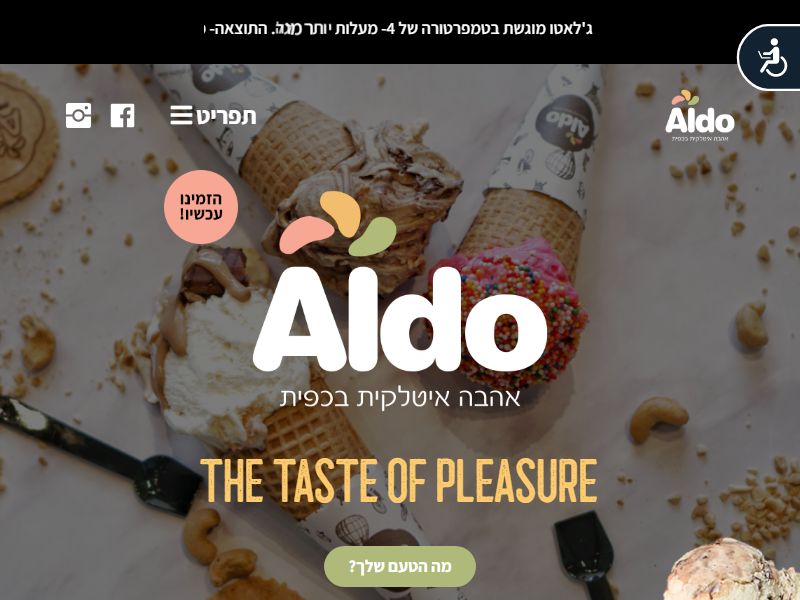 ג'לאטו מוגשת בטמפרטורה של 4- מעלות יותר
התוצאה-
תפריט
Aldo
אהבה איטלקית בכפית
הזמינו
עכשיו!
Aldo
Aldo
אהבה איטלקית בכפית
THE TASTE OF PLEASURE
מה הטעם שלך?